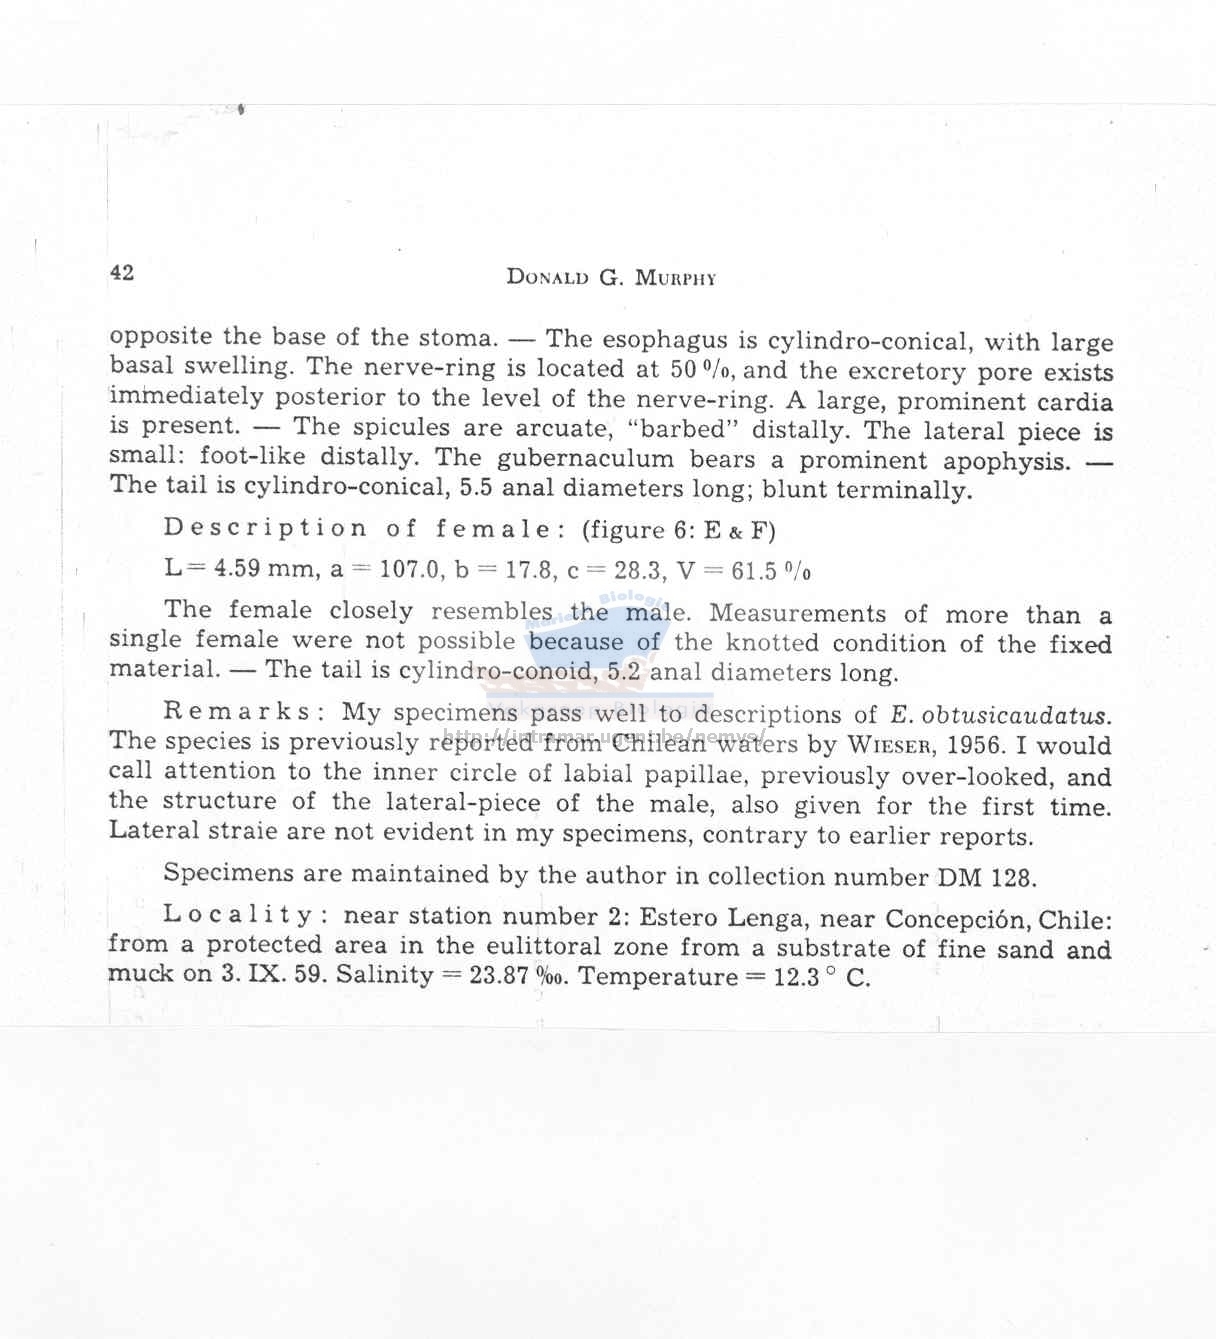 42
DONALD G. MURPHY
opposite the base of the stoma. — The esophagus is cylindro-conical, with large
basal swelling. The nerve-ring is located at 50 %, and the excretory pore exists
immediately posterior to the level of the nerve-ring. A large, prominent cardia
is present. — The spicules are arcuate, “barbed” distally. The lateral piece is
small: foot-like distally. The gubernaculum bears a prominent apophysis. —
The tail is cylindro-conical, 5.5 anal diameters long; blunt terminally.
Description of female: (figure 6: E & F)
L = 4.59 mm, a = 107.0, b = 17.8, c = 28.3, V = 61.5 %
The female closely resembles the male. Measurements of more than a
single female were not possible because of the knotted condition of the fixed
material. — The tail is cylindro-conoid, 5.2 anal diameters long.
Remarks: My specimens pass well to descriptions of E. obtusicaudatus.
The species is previously reported from Chilean waters by WIESER, 1956. I would
call attention to the inner circle of labial papillae, previously over-looked, and
the structure of the lateral-piece of the male, also given for the first time.
Lateral straie are not evident in my specimens, contrary to earlier reports.
Specimens are maintained by the author in collection number DM 128.
Locality: near station number 2: Estero Lenga, near Concepción, Chile:
from a protected area in the eulittoral zone from a substrate of fine sand and
muck on 3. IX. 59. Salinity = 23.87 ‰. Temperature = 12.3 ° C.
http://intramar.ugent.be/nemys/